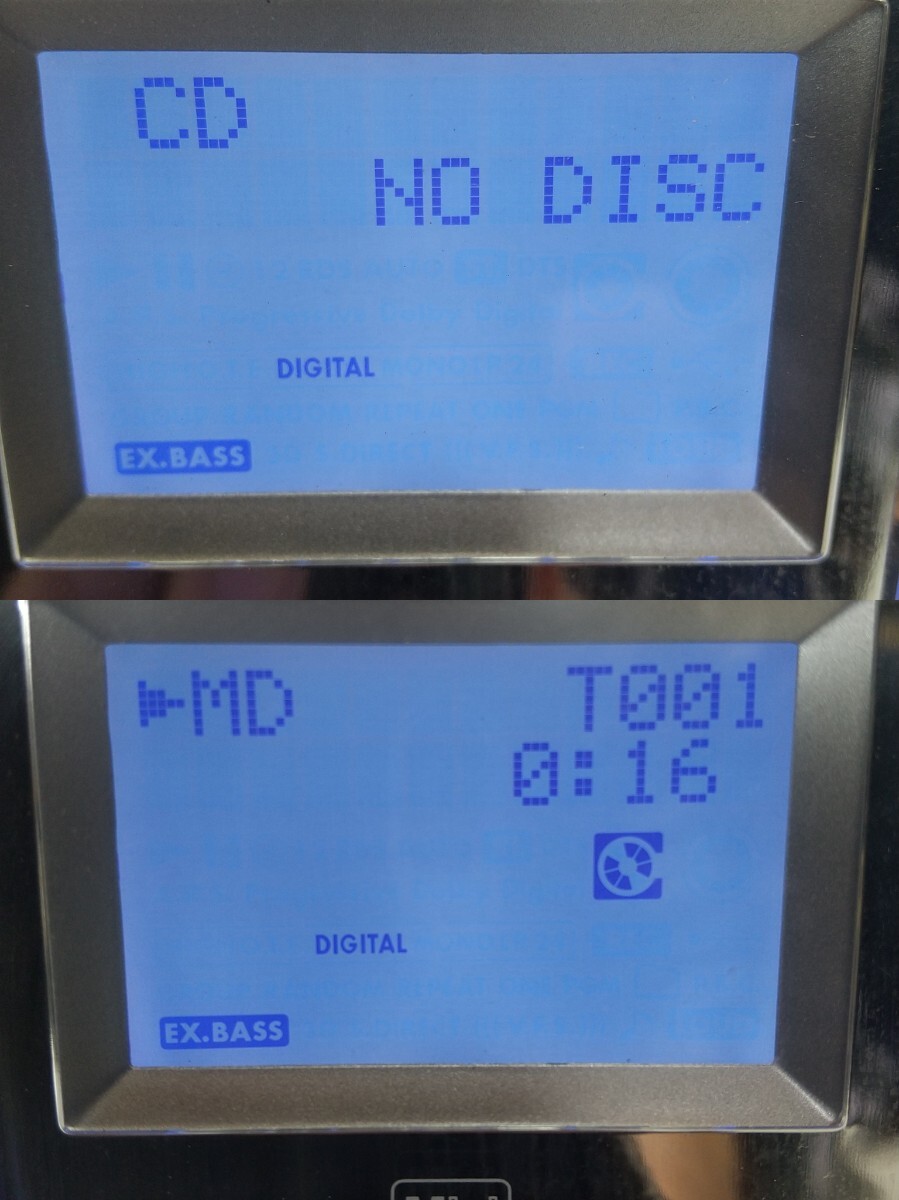 CD
NO DISC
DIGITAL
EX.BASS
MD T001
0:16
DIGITAL
EX.BASS